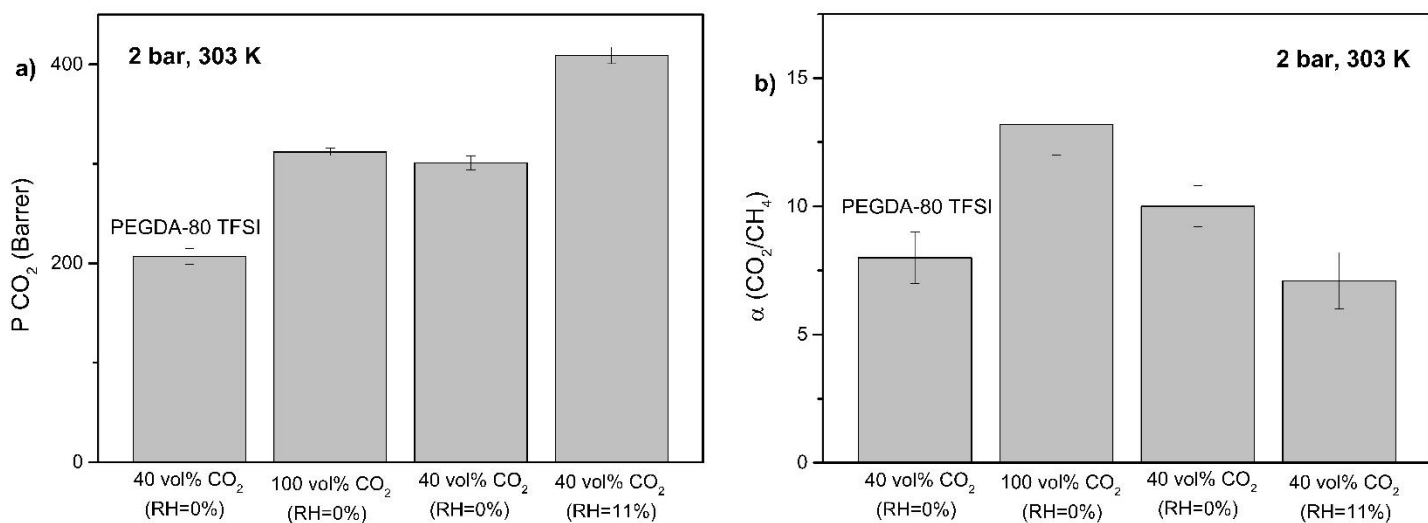 a)
2 bar, 303 K
P CO₂ (Barrer)
400
200
0
PEGDA-80 TFSI
40 vol% CO₂ 100 vol% CO₂ 40 vol% CO₂ 40 vol% CO₂
(RH=0%) (RH=0%) (RH=0%) (RH=11%)
b)
2 bar, 303 K
α (CO₂/CH₄)
15
10
5
0
PEGDA-80 TFSI
40 vol% CO₂ 100 vol% CO₂ 40 vol% CO₂ 40 vol% CO₂
(RH=0%) (RH=0%) (RH=0%) (RH=11%)